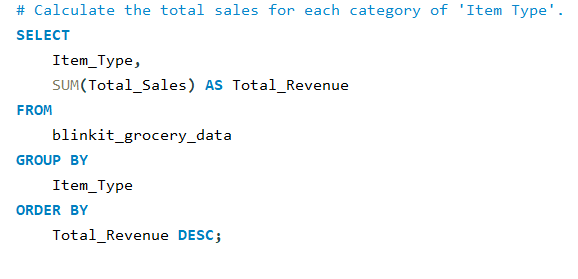 # Calculate the total sales for each category of 'Item Type'.
SELECT
    Item_Type,
    SUM(Total_Sales) AS Total_Revenue
FROM
    blinkit_grocery_data
GROUP BY
    Item_Type
ORDER BY
    Total_Revenue DESC;